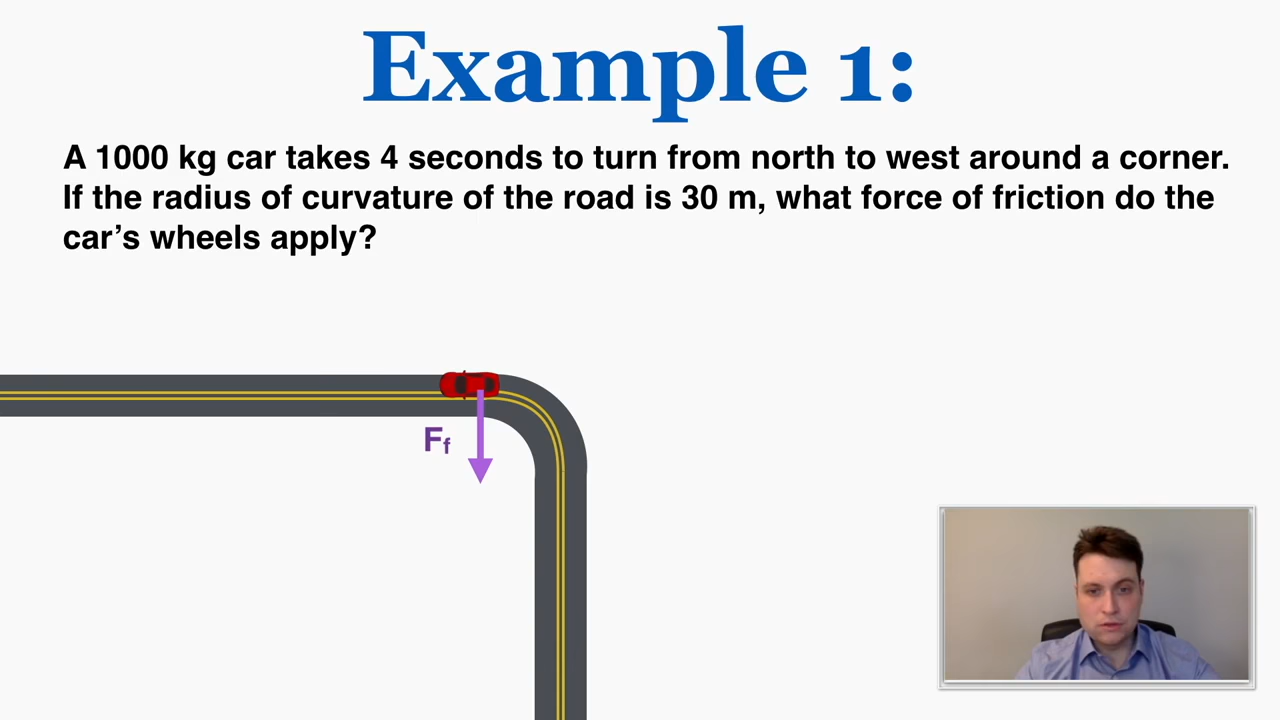 Example 1:
A 1000 kg car takes 4 seconds to turn from north to west around a corner.
If the radius of curvature of the road is 30 m, what force of friction do the
car’s wheels apply?
Ff